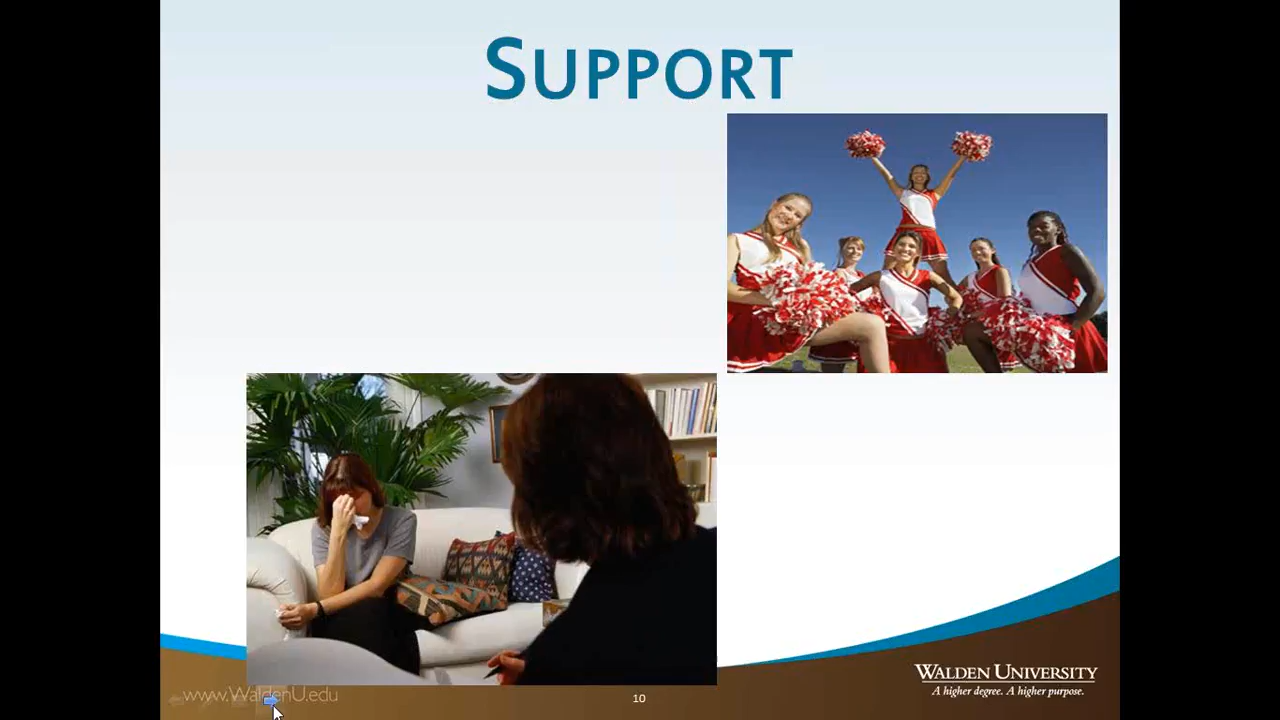 SUPPORT
WALDEN UNIVERSITY
A higher degree. A higher purpose.
www.WaldenU.edu
10